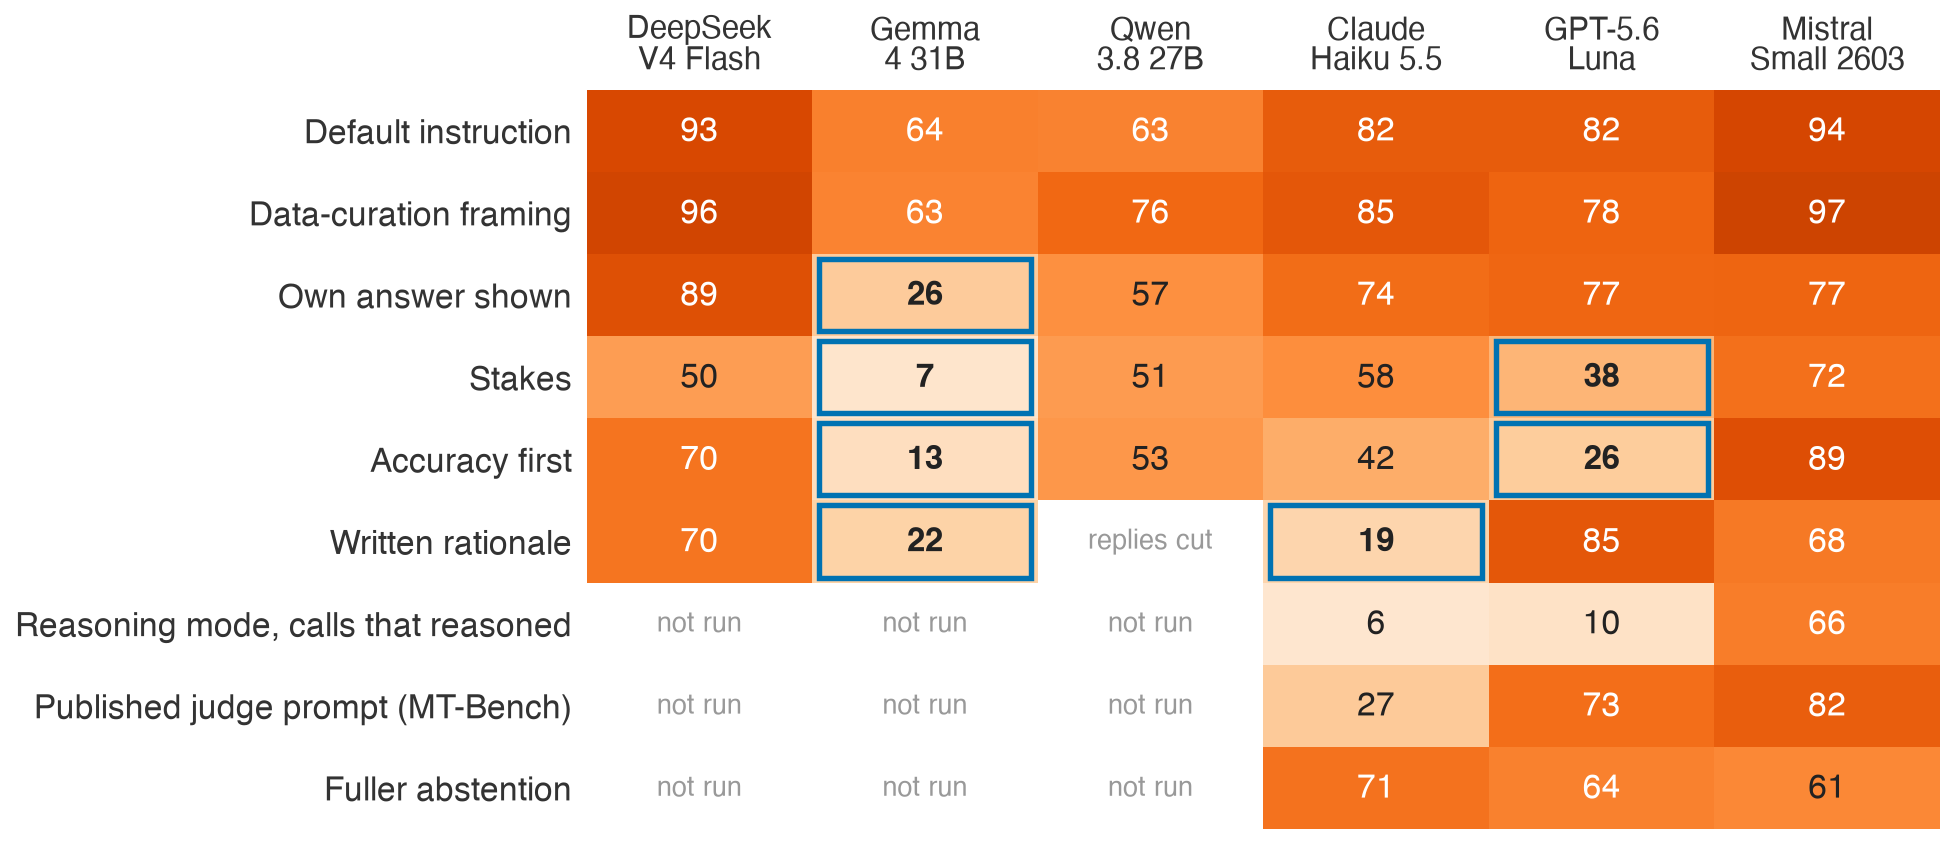 DeepSeek
V4 Flash
Gemma
4 31B
Qwen
3.8 27B
Claude
Haiku 5.5
GPT-5.6
Luna
Mistral
Small 2603
Default instruction 93 64 63 82 82 94
Data-curation framing 96 63 76 85 78 97
Own answer shown 89 26 57 74 77 77
Stakes 50 7 51 58 38 72
Accuracy first 70 13 53 42 26 89
Written rationale 70 22 replies cut 19 85 68
Reasoning mode, calls that reasoned not run not run not run 6 10 66
Published judge prompt (MT-Bench) not run not run not run 27 73 82
Fuller abstention not run not run not run 71 64 61